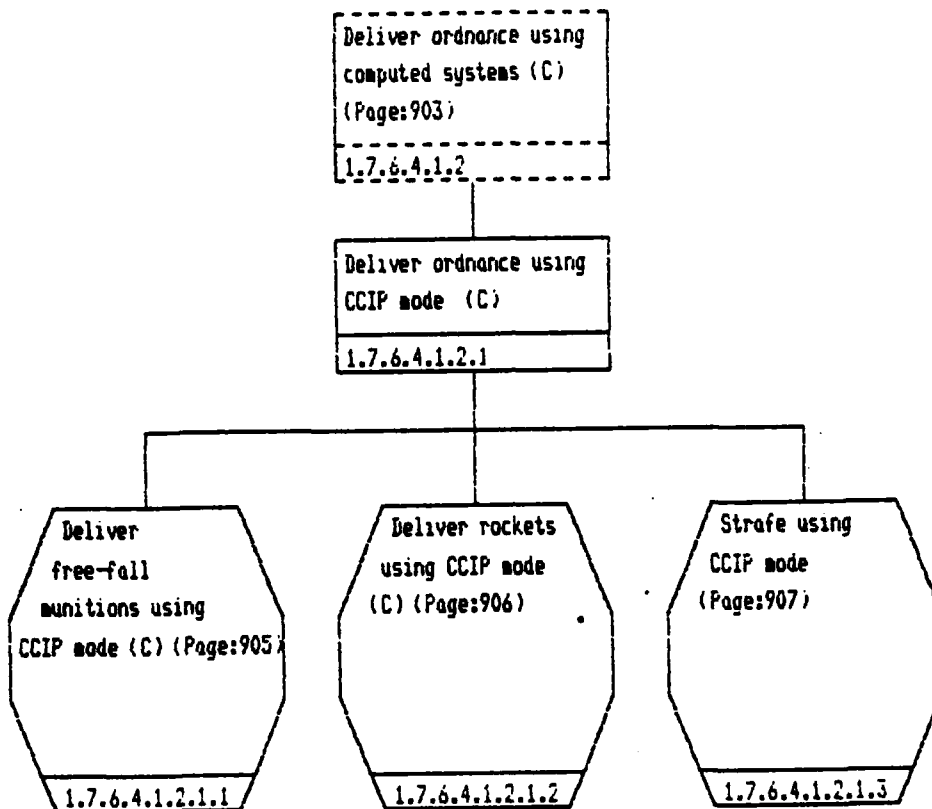 Deliver ordnance using
computed systems (C)
(Page:903)
1.7.6.4.1.2
Deliver ordnance using
CCIP mode (C)
1.7.6.4.1.2.1
Deliver
free-fall
munitions using
CCIP mode (C) (Page:905)
1.7.6.4.1.2.1.1
Deliver rockets
using CCIP mode
(C) (Page:906)
1.7.6.4.1.2.1.2
Strafe using
CCIP mode
(Page:907)
1.7.6.4.1.2.1.3